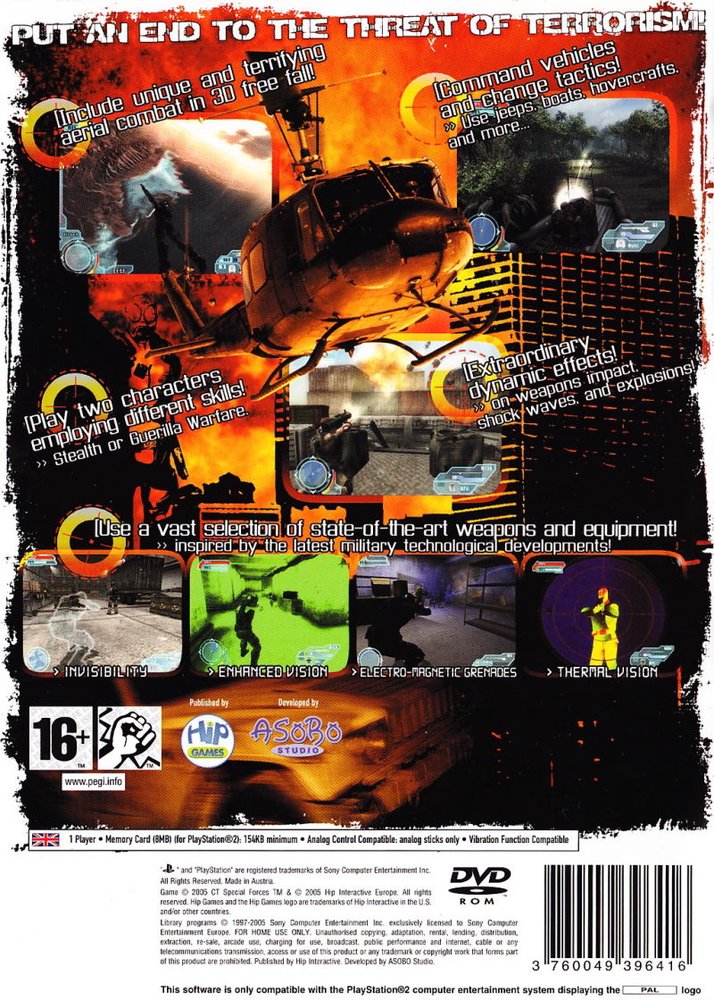 PUT AN END TO THE THREAT OF TERRORISM!
[Include unique and terrifying
aerial combat in 3D free fall!
[Command vehicles
and change tactics!
>> Use jeeps, boats, hovercrafts,
and more...
[Play two characters
employing different skills!
>> Stealth or Guerilla Warfare.
[Extraordinary
dynamic effects!
>> on weapons impact,
shock waves, and explosions!
[Use a vast selection of state-of-the-art weapons and equipment!
>> inspired by the latest military technological developments!
> INVISIBILITY
> ENHANCED VISION
> ELECTRO-MAGNETIC GRENADES
> THERMAL VISION
16+
www.pegi.info
Published by
HIP
GAMES
Developed by
ASOBO
STUDIO
1 Player • Memory Card (8MB) (for PlayStation®2): 154KB minimum • Analog Control Compatible: analog sticks only • Vibration Function Compatible
" " and "PlayStation" are registered trademarks of Sony Computer Entertainment Inc.
All Rights Reserved. Made in Austria.
Game © 2005 CT Special Forces TM & © 2005 Hip Interactive Europe. All rights
reserved. Hip Games and the Hip Games logo are trademarks of Hip Interactive in the U.S.
and/or other countries.
Library programs © 1997-2005 Sony Computer Entertainment Inc. exclusively licensed to Sony Computer
Entertainment Europe. FOR HOME USE ONLY. Unauthorised copying, adaptation, rental, lending, distribution,
extraction, re-sale, arcade use, charging for use, broadcast, public performance and internet, cable or any
telecommunications transmission, access or use of this product or any trademark or copyright work that forms part
of this product are prohibited. Published by Hip Interactive. Developed by ASOBO Studio.
DVD
ROM
3 760049 396416
This software is only compatible with the PlayStation®2 computer entertainment system displaying the PAL logo